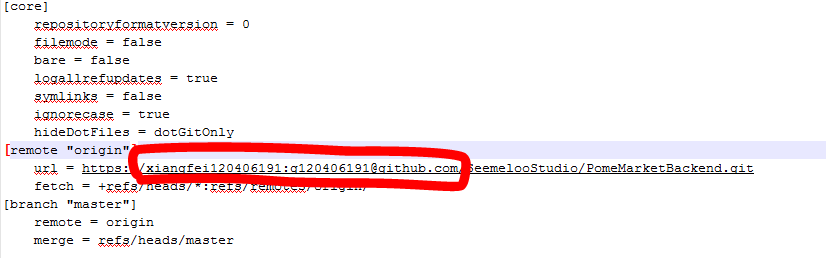 [core]
repositoryformatversion = 0
filemode = false
bare = false
logallrefupdates = true
symlinks = false
ignorecase = true
hideDotFiles = dotGitOnly
[remote "origin"]
url = https://xiangfei120406191:q120406191@github.com/SeemelooStudio/PomeMarketBackend.git
fetch = +refs/heads/*:refs/remotes/origin/
[branch "master"]
remote = origin
merge = refs/heads/master